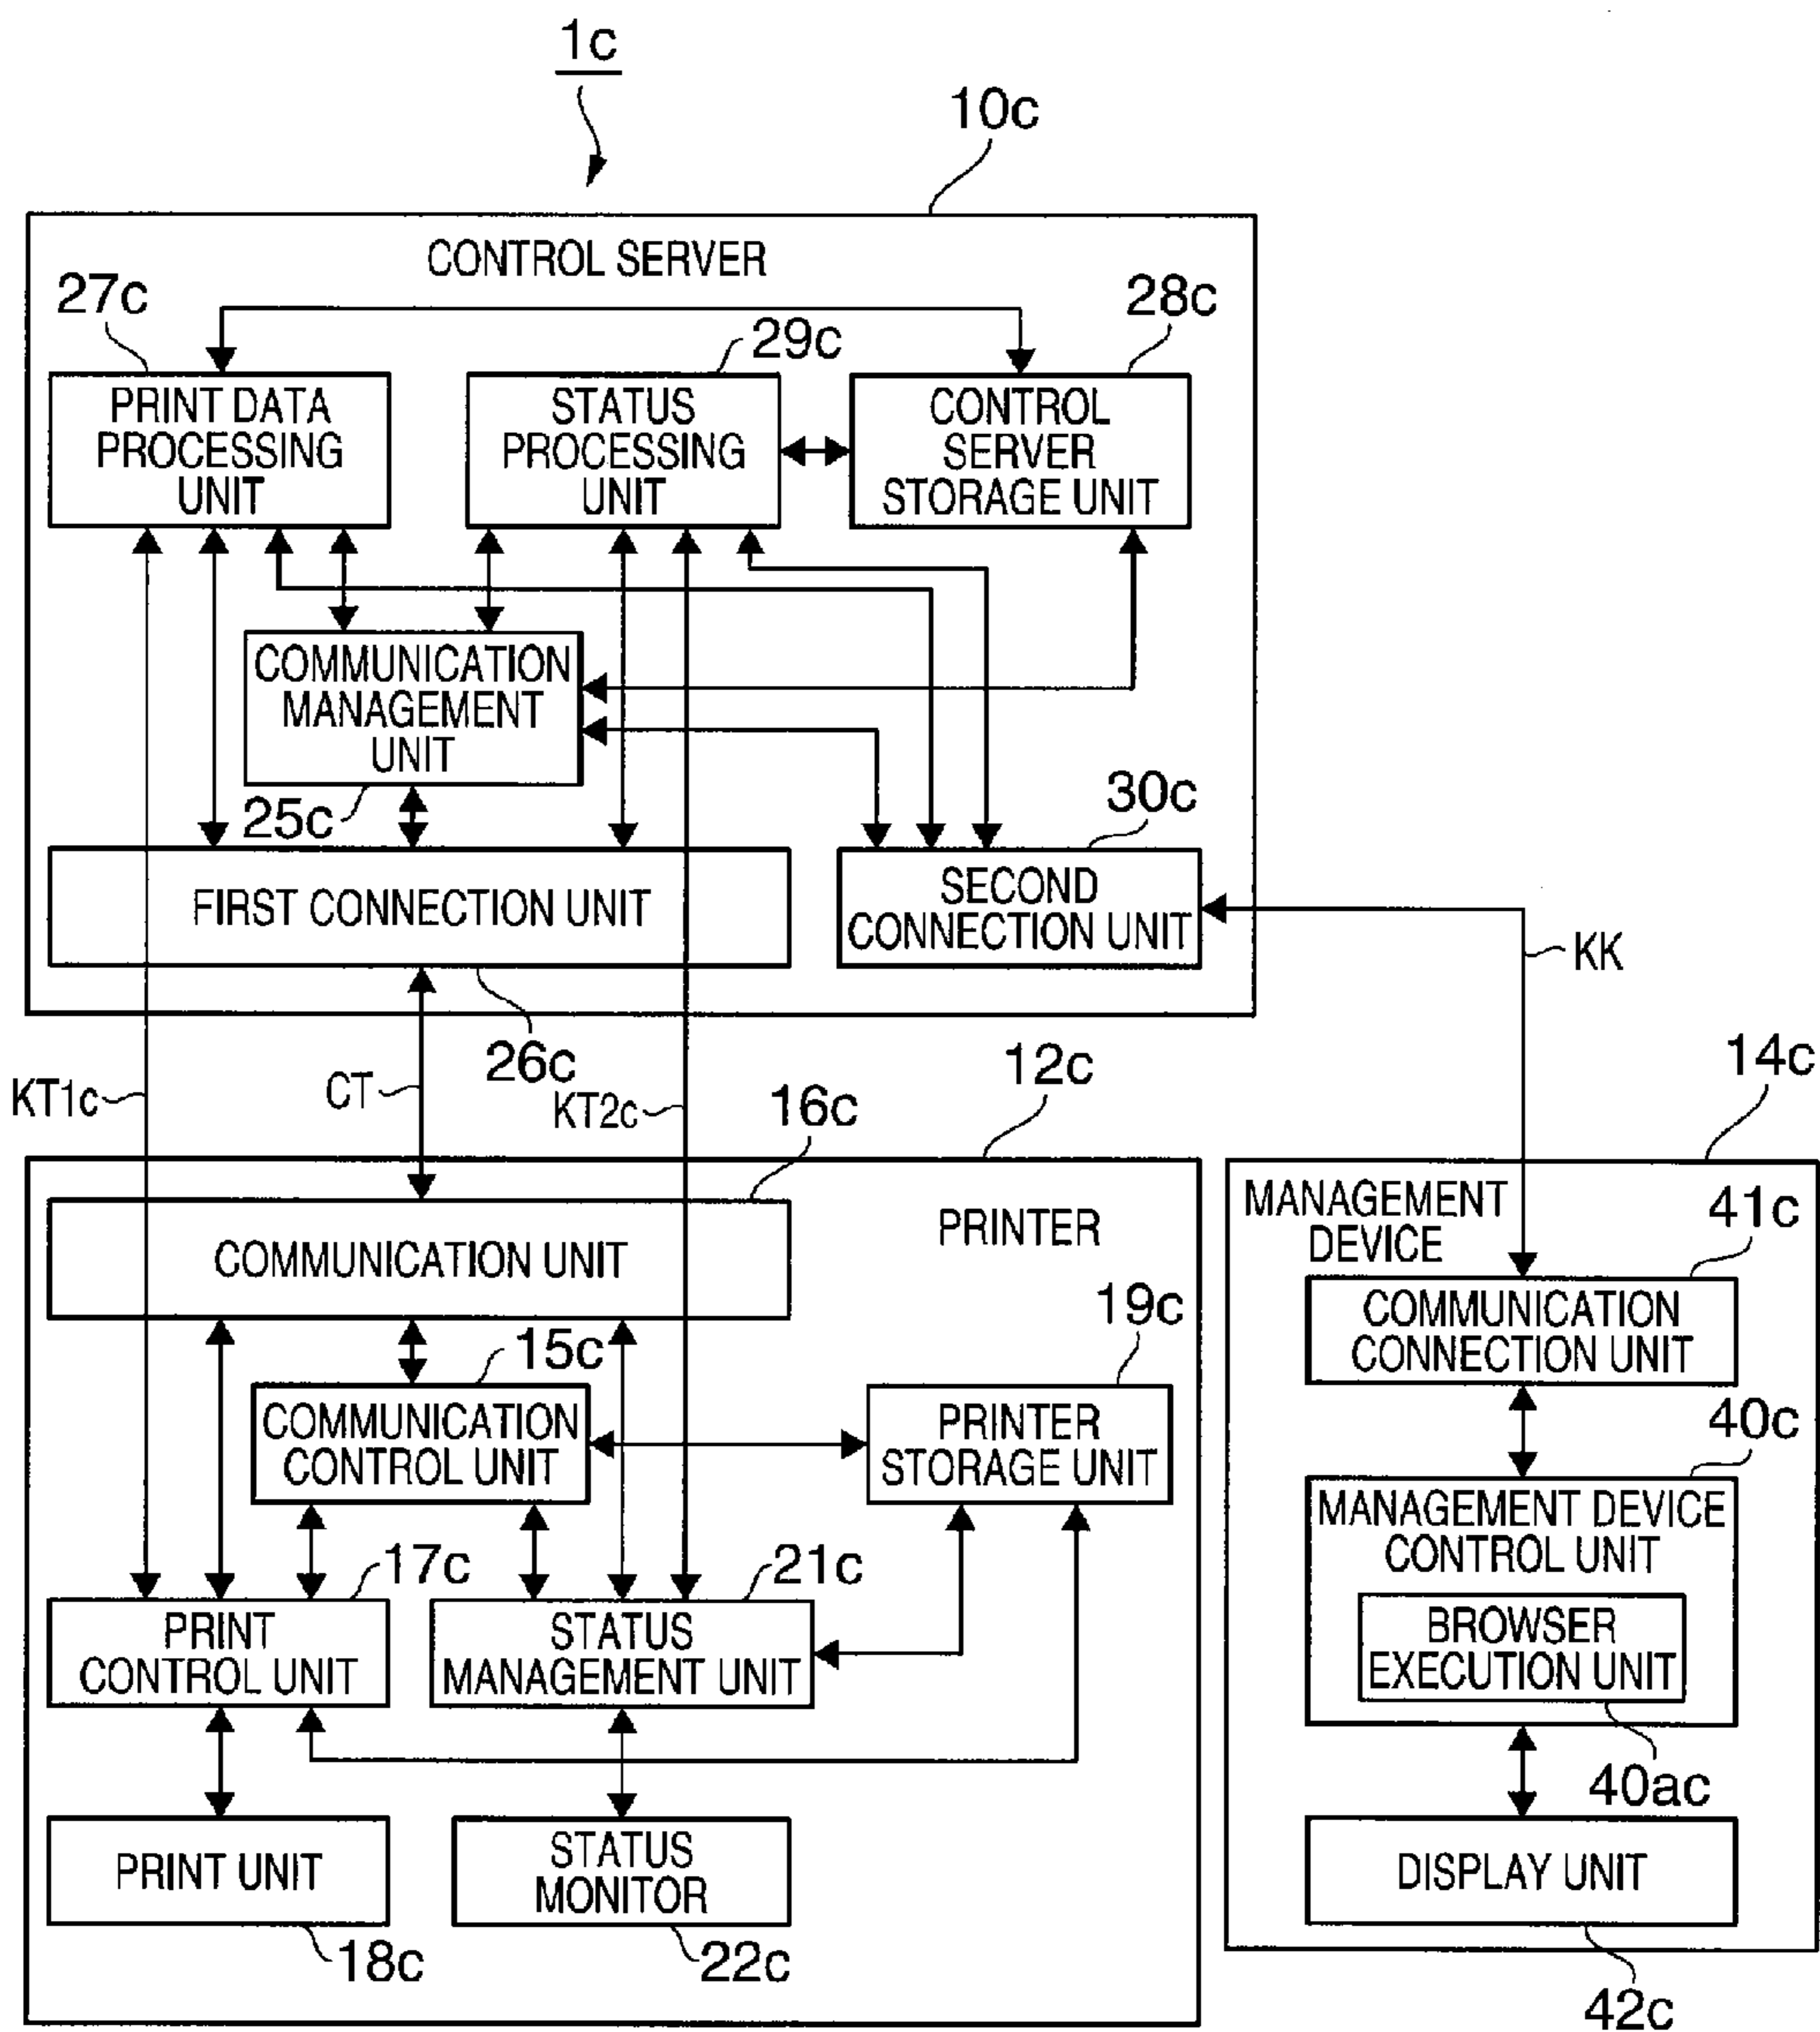 1c
10c
CONTROL SERVER
27c
29c
28c
PRINT DATA
PROCESSING
UNIT
STATUS
PROCESSING
UNIT
CONTROL
SERVER
STORAGE UNIT
COMMUNICATION
MANAGEMENT
UNIT
25c
30c
FIRST CONNECTION UNIT
SECOND
CONNECTION UNIT
KK
26c
KT1c
CT
KT2c
12c
14c
16c
COMMUNICATION UNIT
PRINTER
MANAGEMENT
DEVICE
41c
COMMUNICATION
CONNECTION UNIT
15c
19c
COMMUNICATION
CONTROL UNIT
PRINTER
STORAGE UNIT
40c
MANAGEMENT DEVICE
CONTROL UNIT
17c
21c
PRINT
CONTROL UNIT
STATUS
MANAGEMENT UNIT
BROWSER
EXECUTION UNIT
40ac
PRINT UNIT
STATUS
MONITOR
DISPLAY UNIT
18c
22c
42c